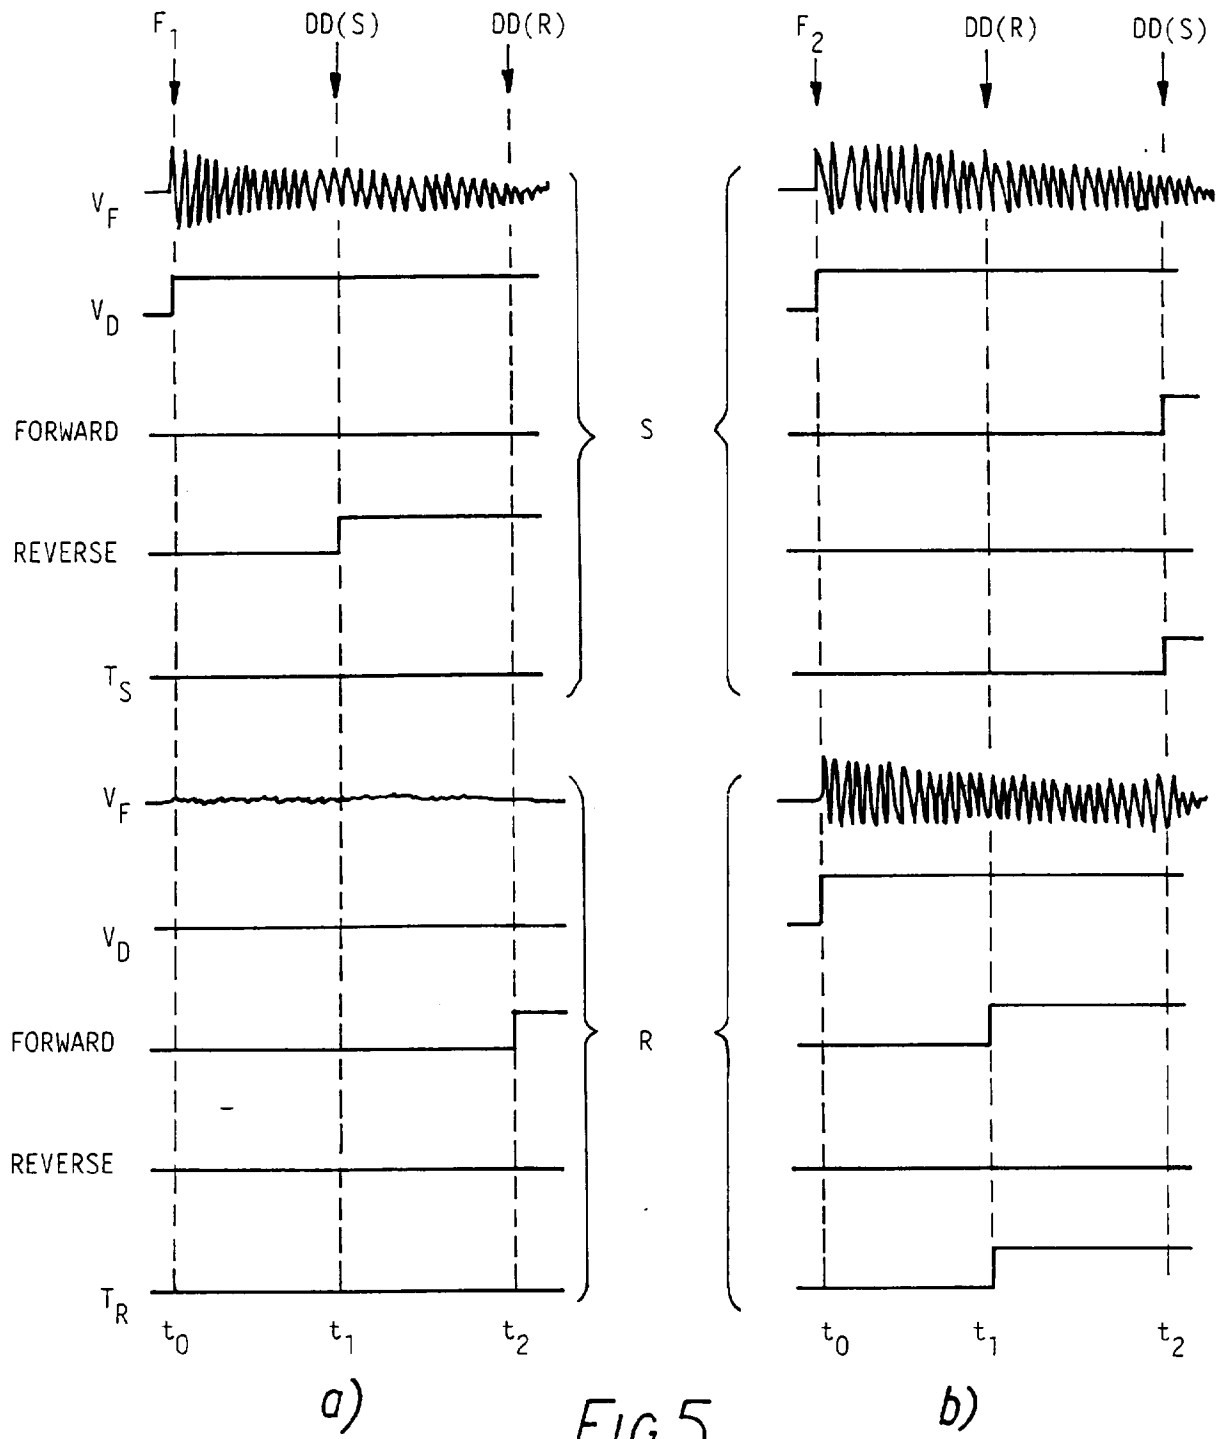 F1 DD(S) DD(R) F2 DD(R) DD(S)
VF
VD
FORWARD
REVERSE
S
TS
VF
VD
FORWARD
R
REVERSE
TR
t0 t1 t2 t0 t1 t2
a) b)
FIG.5